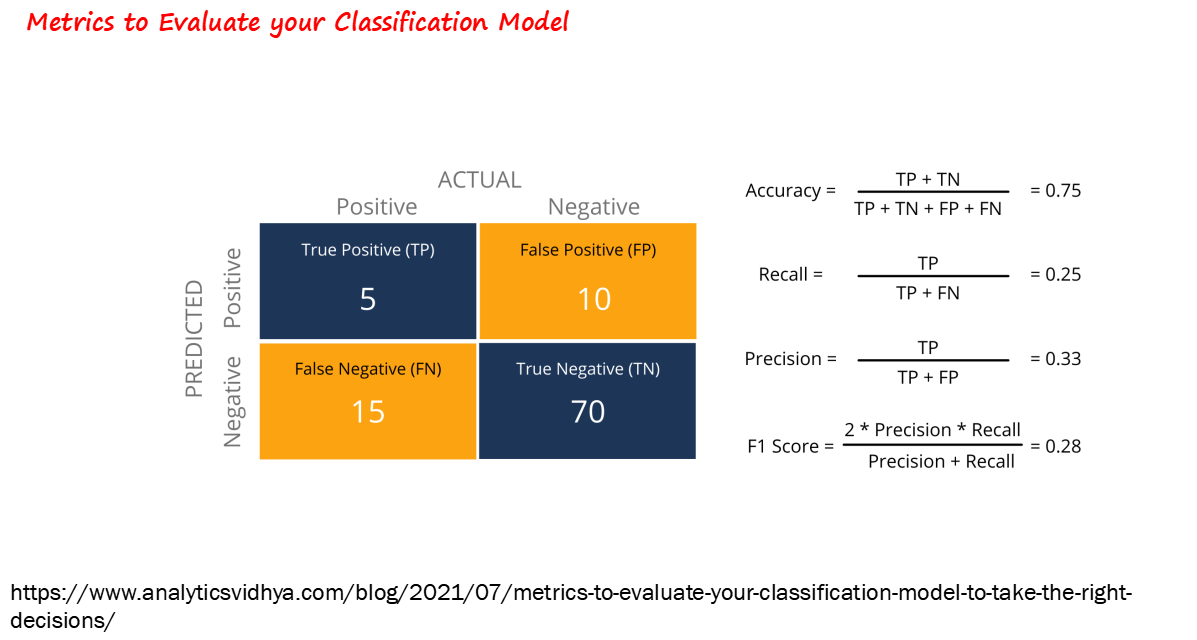 Metrics to Evaluate your Classification Model
ACTUAL
Positive
Negative
PREDICTED
Positive
Negative
True Positive (TP)
5
False Positive (FP)
10
False Negative (FN)
15
True Negative (TN)
70
Accuracy =
TP + TN
TP + TN + FP + FN
= 0.75
Recall =
TP
TP + FN
= 0.25
Precision =
TP
TP + FP
= 0.33
F1 Score =
2 * Precision * Recall
Precision + Recall
= 0.28
https://www.analyticsvidhya.com/blog/2021/07/metrics-to-evaluate-your-classification-model-to-take-the-right-
decisions/